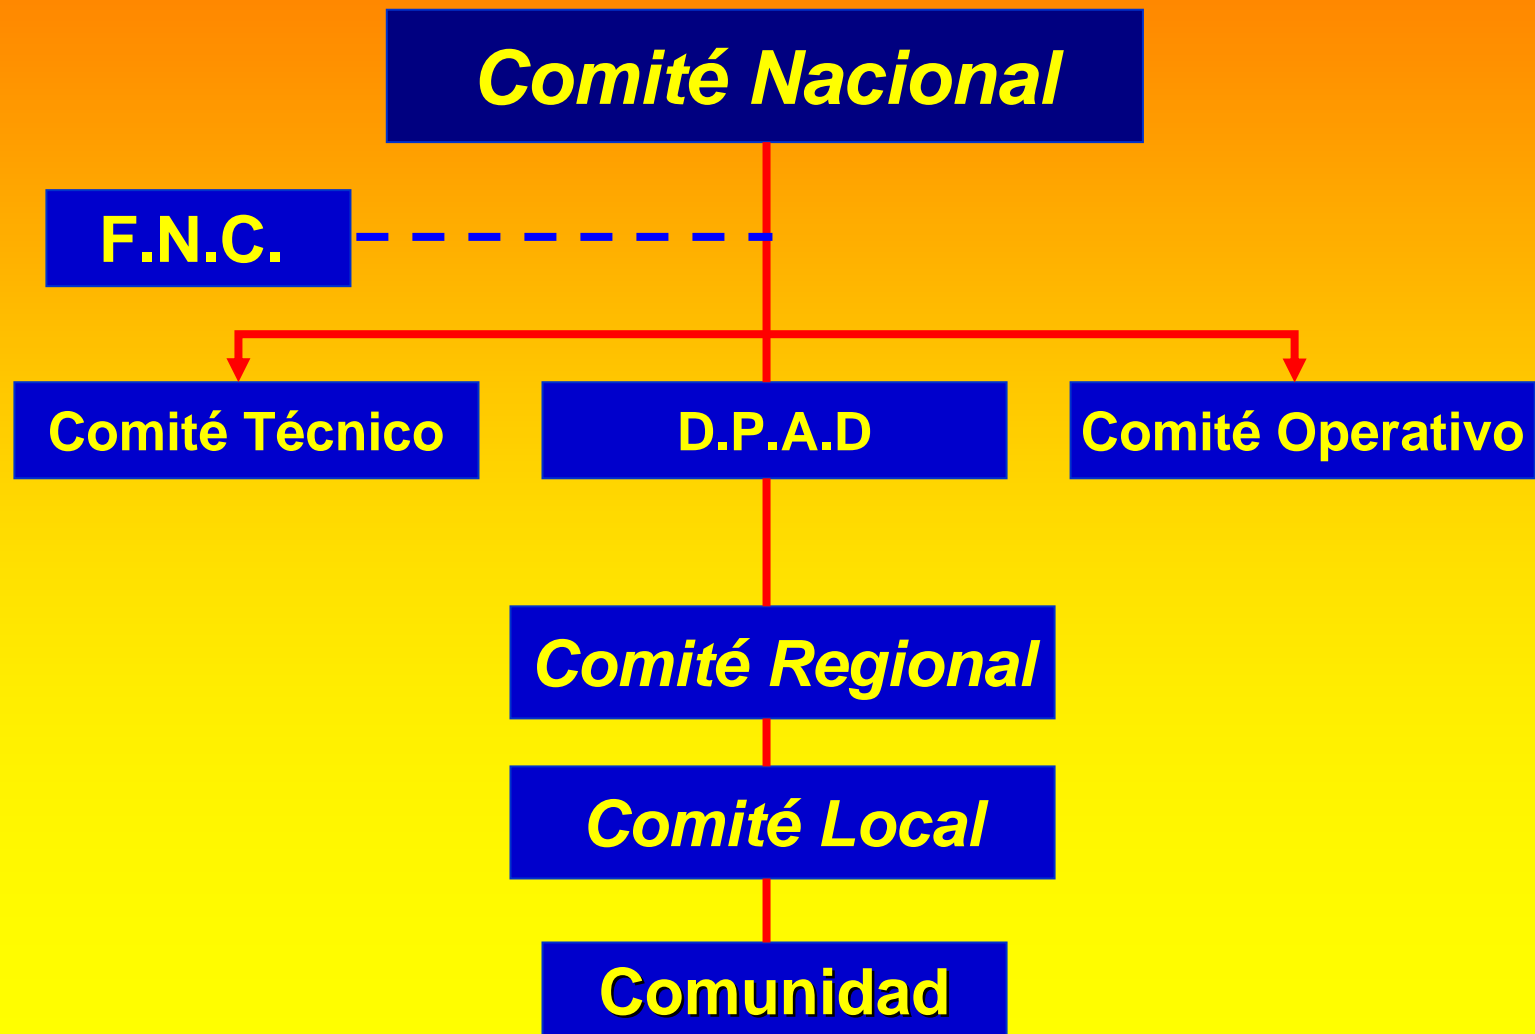 Comité Nacional
F.N.C.
Comité Técnico
D.P.A.D
Comité Operativo
Comité Regional
Comité Local
Comunidad